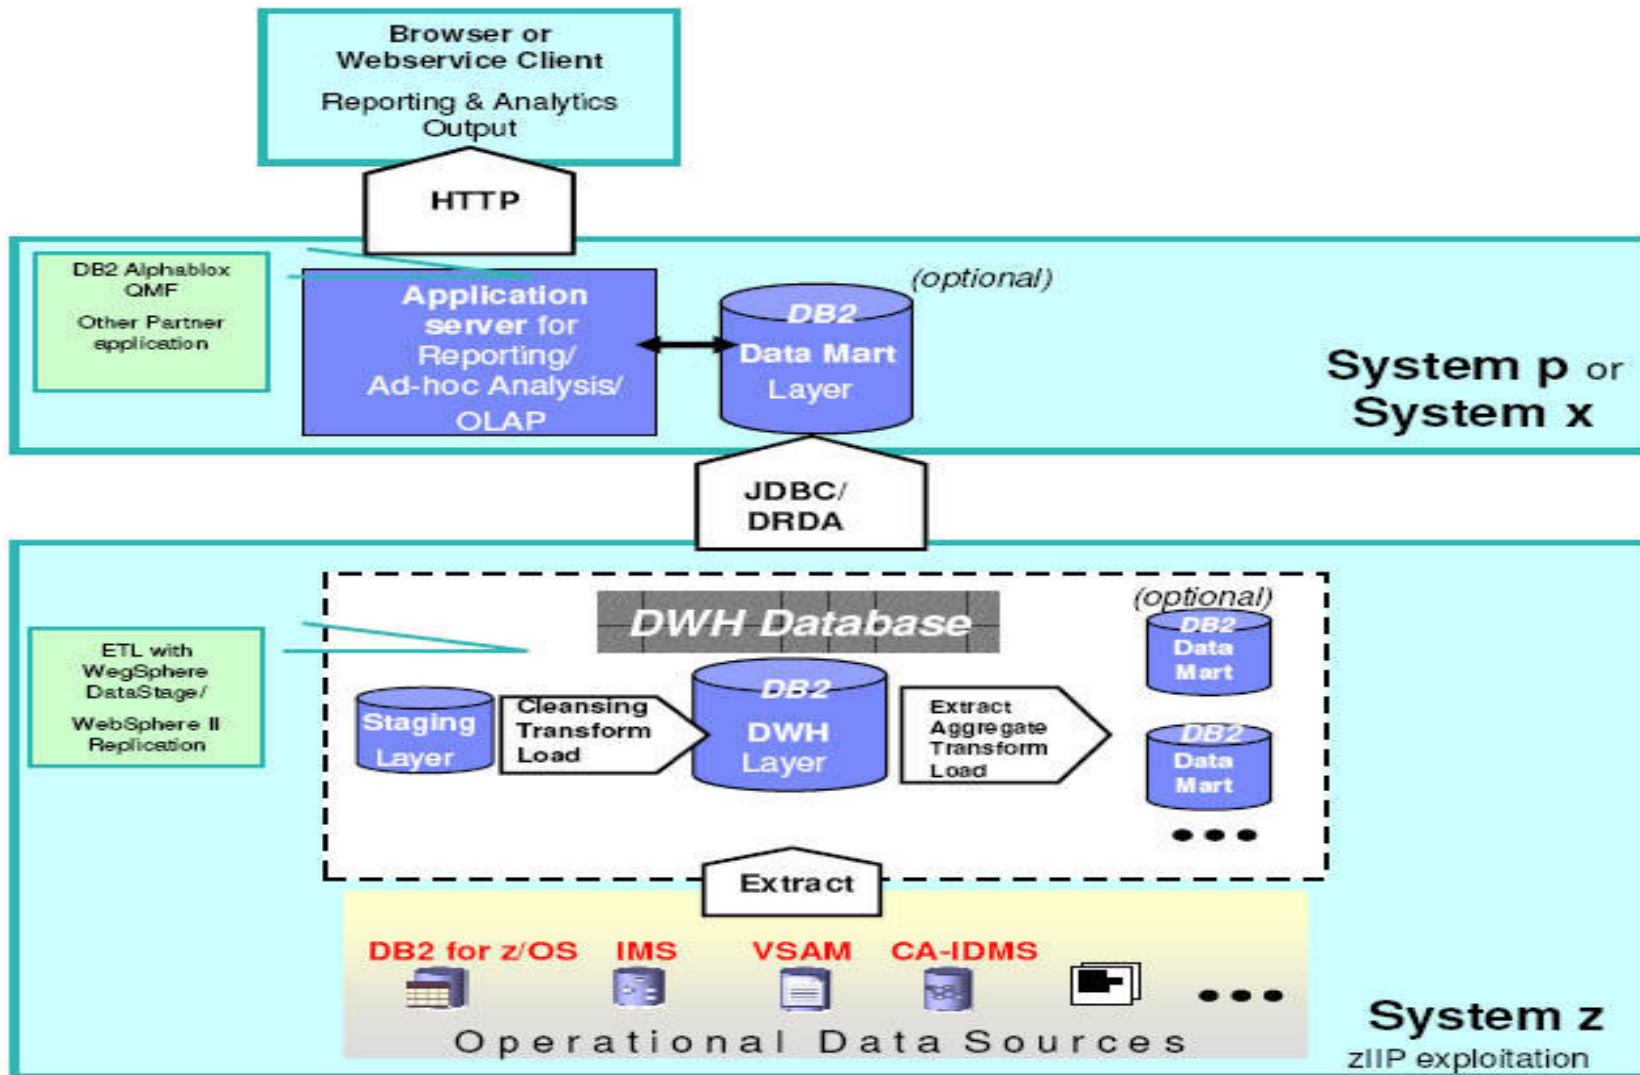 Browser or
Webservice Client
Reporting & Analytics
Output
HTTP
DB2 Alphablox
QMF
Other Partner
application
Application
server for
Reporting/
Ad-hoc Analysis/
OLAP
(optional)
DB2
Data Mart
Layer
System p or
System x
JDBC/
DRDA
ETL with
WegSphere
DataStage/
WebSphere II
Replication
DWH Database
Staging
Layer
Cleansing
Transform
Load
DB2
DWH
Layer
Extract
Aggregate
Transform
Load
(optional)
DB2
Data
Mart
DB2
Data
Mart
Extract
DB2 for z/OS
IMS
VSAM
CA-IDMS
Operational Data Sources
System z
zIIP exploitation